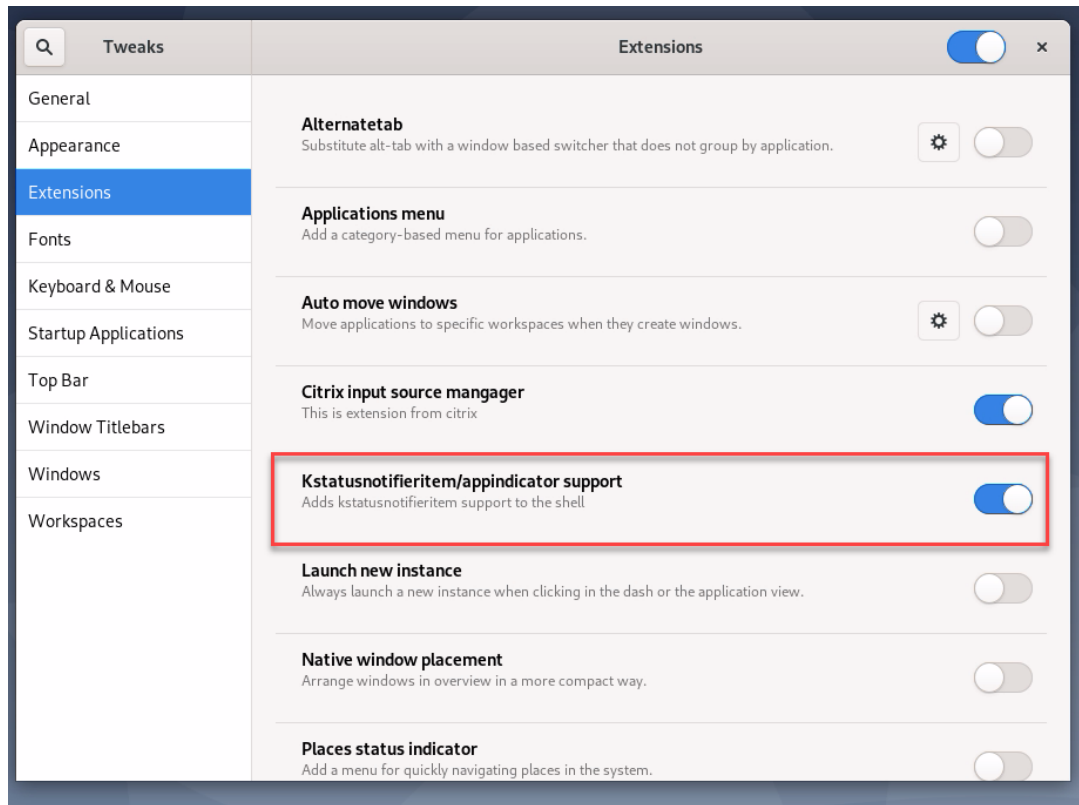 Tweaks
Extensions
General
Appearance
Extensions
Fonts
Keyboard & Mouse
Startup Applications
Top Bar
Window Titlebars
Windows
Workspaces
Alternatetab
Substitute alt-tab with a window based switcher that does not group by application.
Applications menu
Add a category-based menu for applications.
Auto move windows
Move applications to specific workspaces when they create windows.
Citrix input source mangager
This is extension from citrix
Kstatusnotifieritem/appindicator support
Adds kstatusnotifieritem support to the shell
Launch new instance
Always launch a new instance when clicking in the dash or the application view.
Native window placement
Arrange windows in overview in a more compact way.
Places status indicator
Add a menu for quickly navigating places in the system.